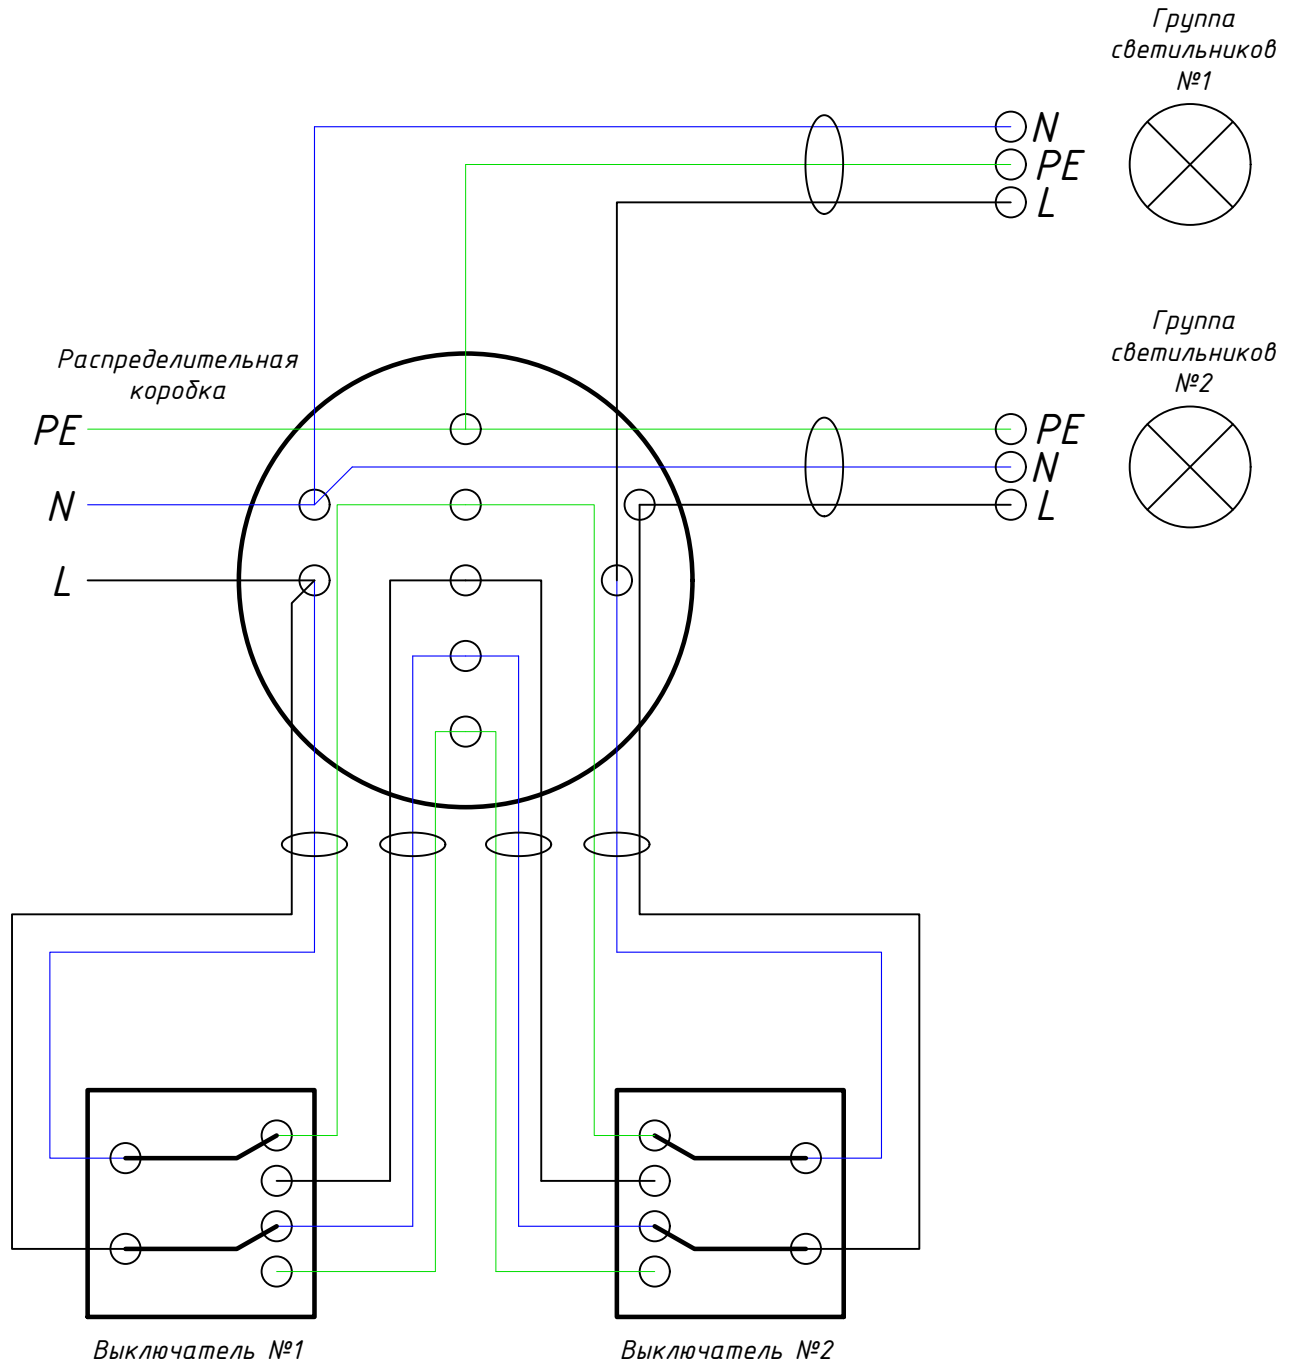 Группа
светильников
№1
N
PE
L
Группа
светильников
№2
PE
N
L
Распределительная
коробка
PE
N
L
Выключатель №1
Выключатель №2